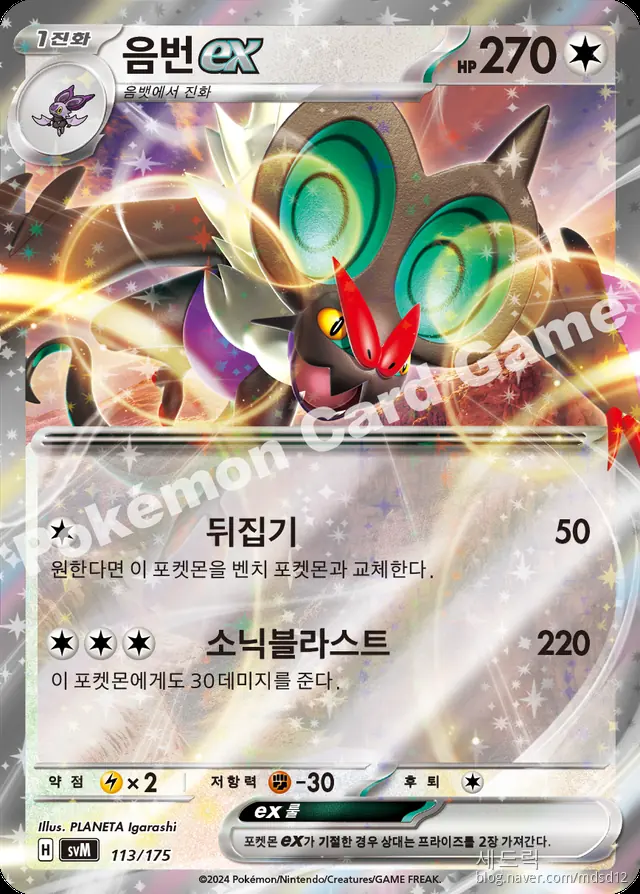 1진화
음번 ex
HP 270
음뱃에서 진화
Pokémon Card Game
뒤집기 50
원한다면 이 포켓몬을 벤치 포켓몬과 교체한다.
소닉블라스트 220
이 포켓몬에게도 30데미지를 준다.
약점 ×2 저항력 -30 후퇴
ex 룰
포켓몬 ex가 기절한 경우 상대는 프라이즈를 2장 가져간다.
Illus. PLANETA Igarashi
H svM 113/175
©2024 Pokémon/Nintendo/Creatures/GAME FREAK.
세드릭
blog.naver.com/mdsd12